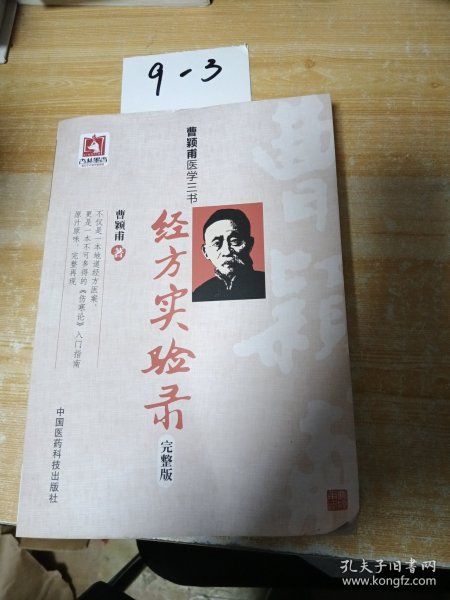 9-3
曹颖甫医学三书
经方实验录
完整版
曹颖甫
著
不仅是一本地道经方医案，
更是一本不可多得的《伤寒论》入门指南
原汁原味，完整再现
中国医药科技出版社
孔夫子旧书网
www.kongfz.com